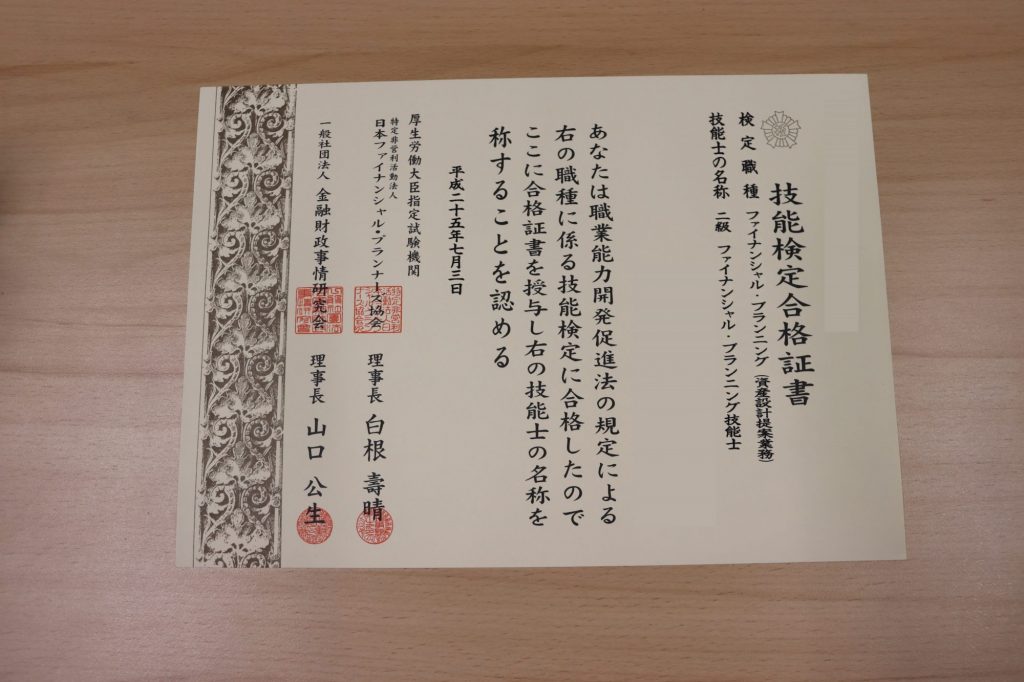 技能検定合格証書
検定職種 ファイナンシャル・プランニング(資産設計提案業務)
技能士の名称 二級 ファイナンシャル・プランニング技能士
あなたは職業能力開発促進法の規定による
右の職種に係る技能検定に合格したので
ここに合格証書を授与し右の技能士の名称を
称することを認める
平成二十五年七月三日
厚生労働大臣指定試験機関
特定非営利活動法人
日本ファイナンシャル・プランナーズ協会 理事長 白根 壽晴
一般社団法人 金融財政事情研究会 理事長 山口 公生